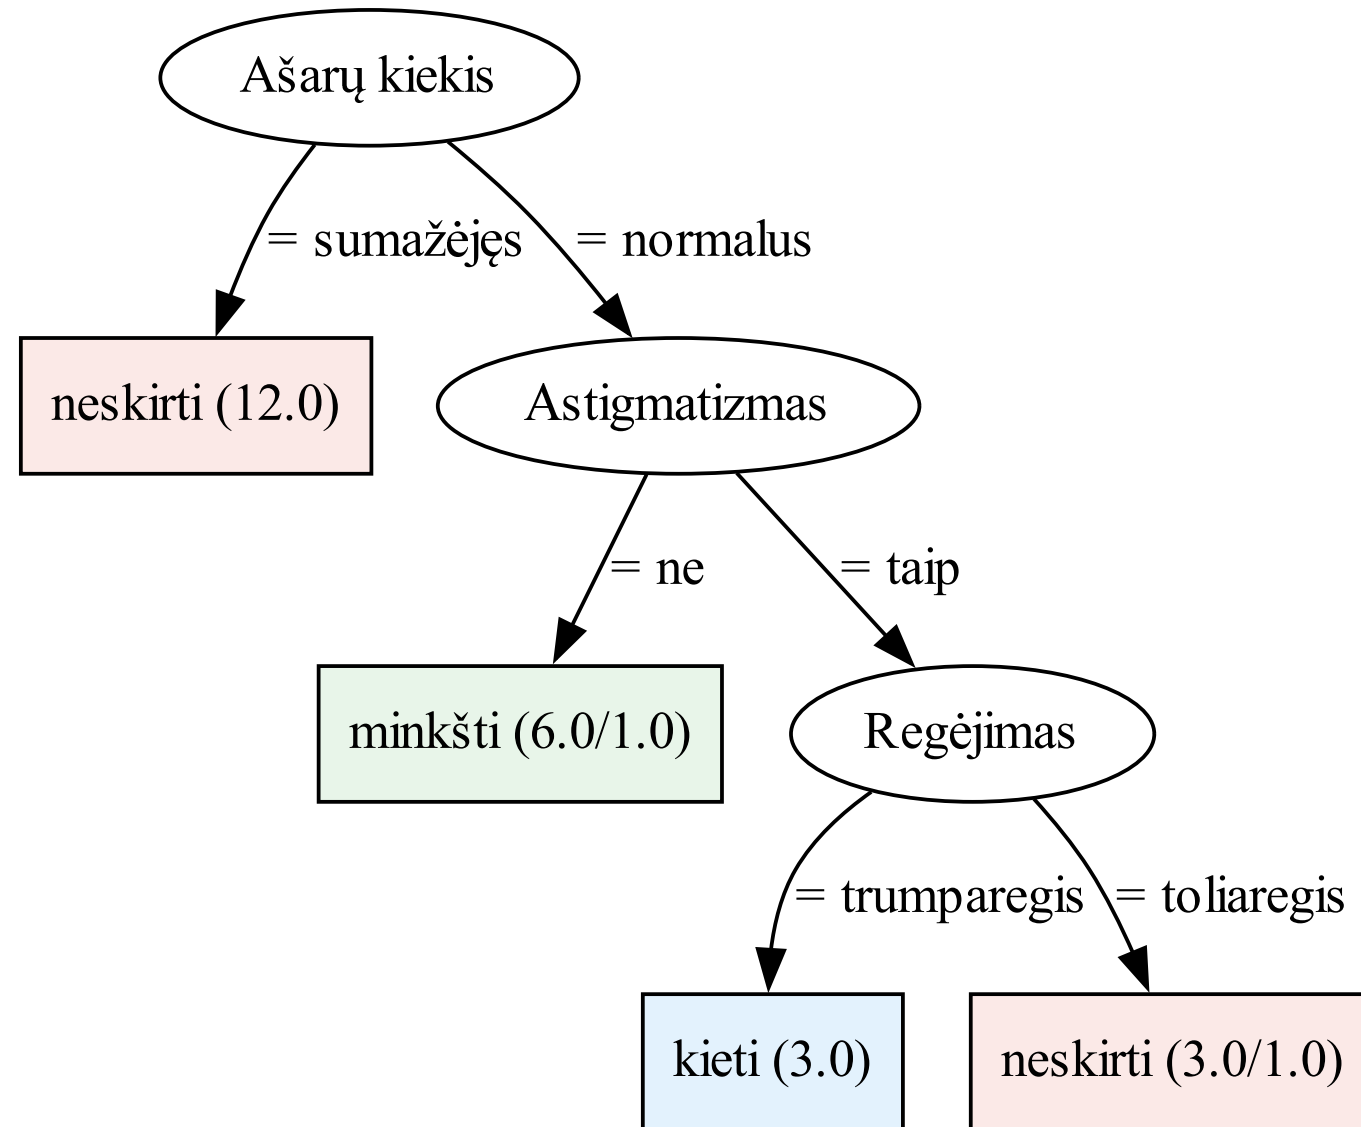 Ašarų kiekis
= sumažėjęs
= normalus
neskirti (12.0)
Astigmatizmas
= ne
= taip
minkšti (6.0/1.0)
Regėjimas
= trumparegis
= toliaregis
kieti (3.0)
neskirti (3.0/1.0)